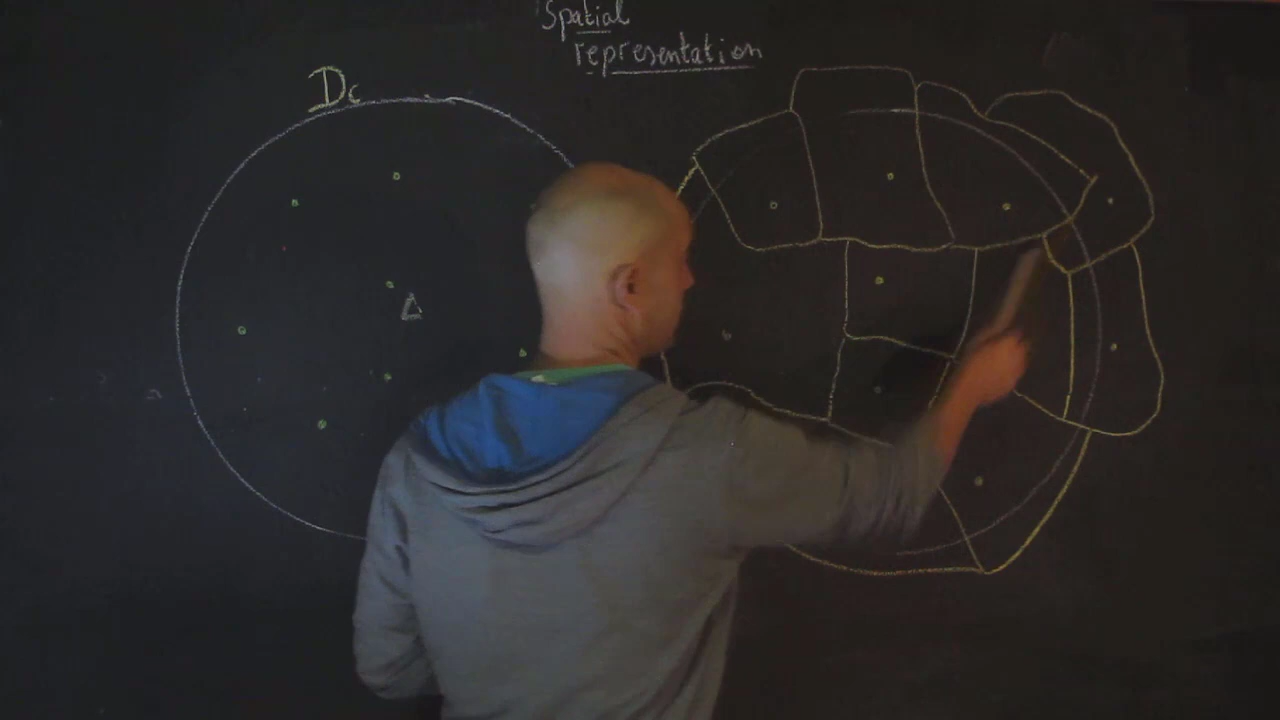 Spatial
representation
Dc
Δ